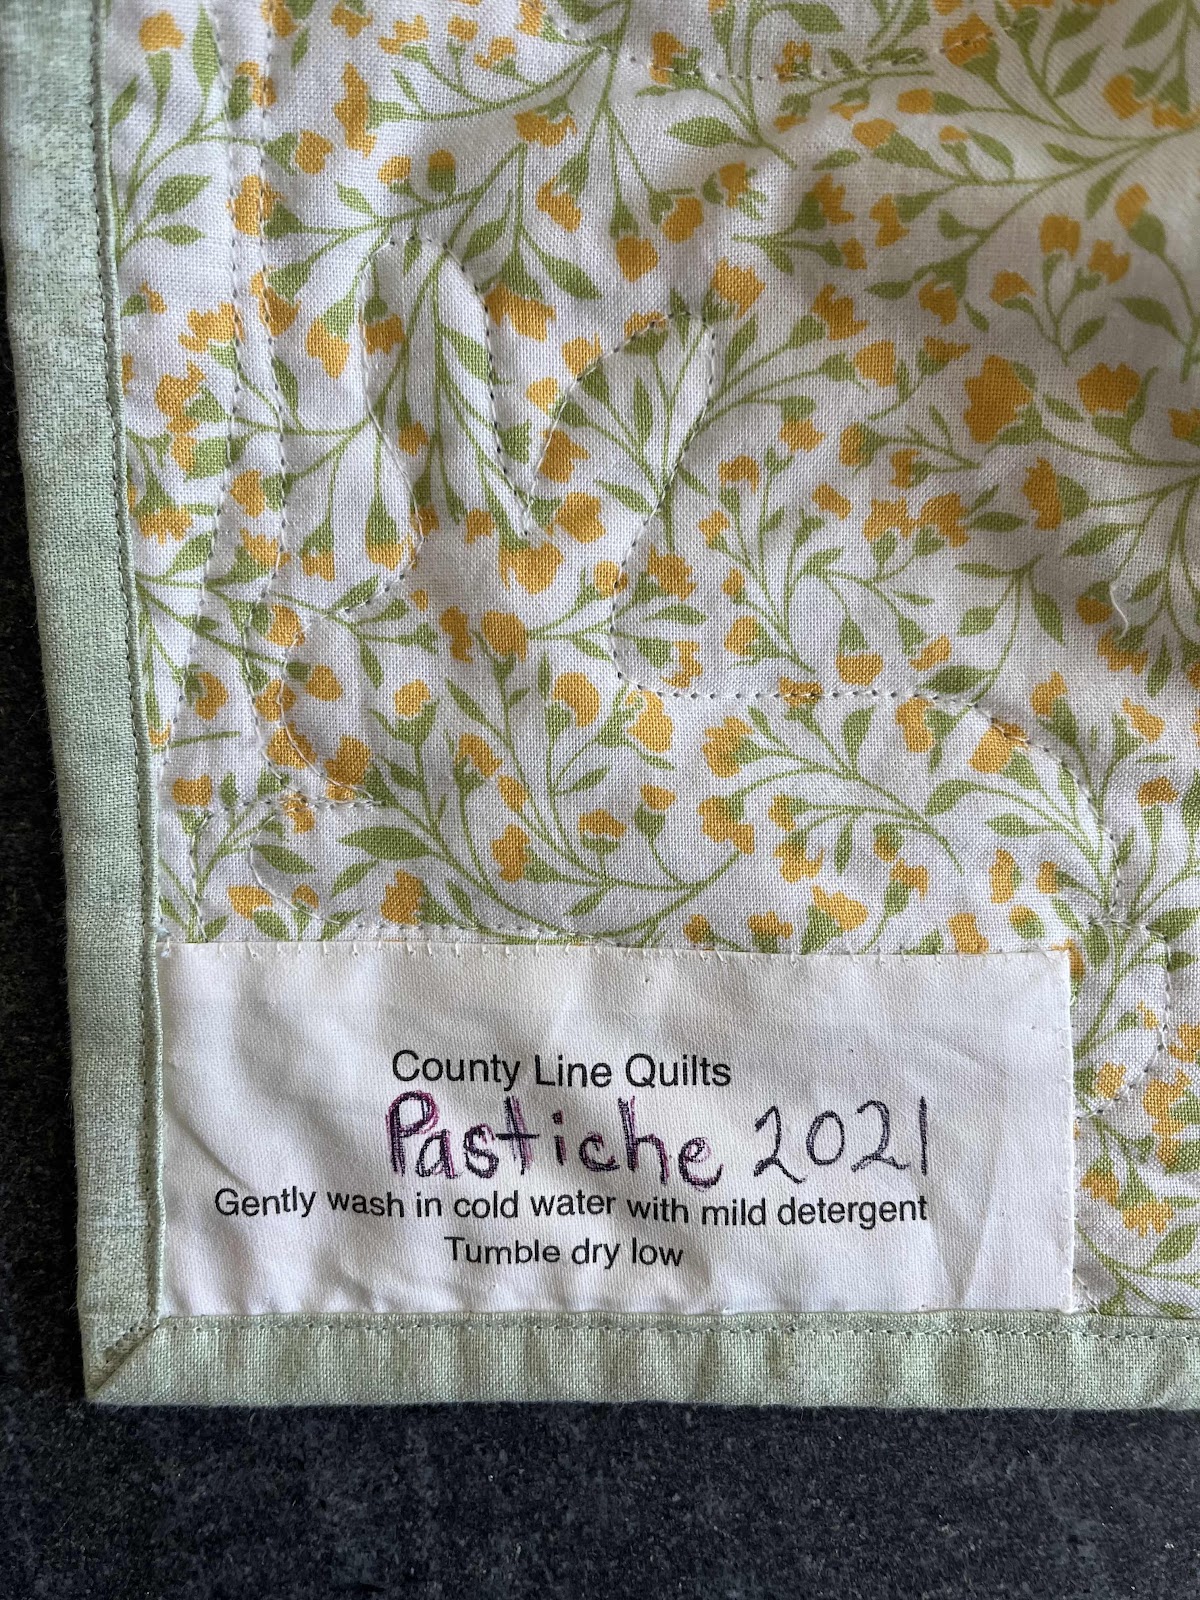 County Line Quilts
Pastiche 2021
Gently wash in cold water with mild detergent
Tumble dry low